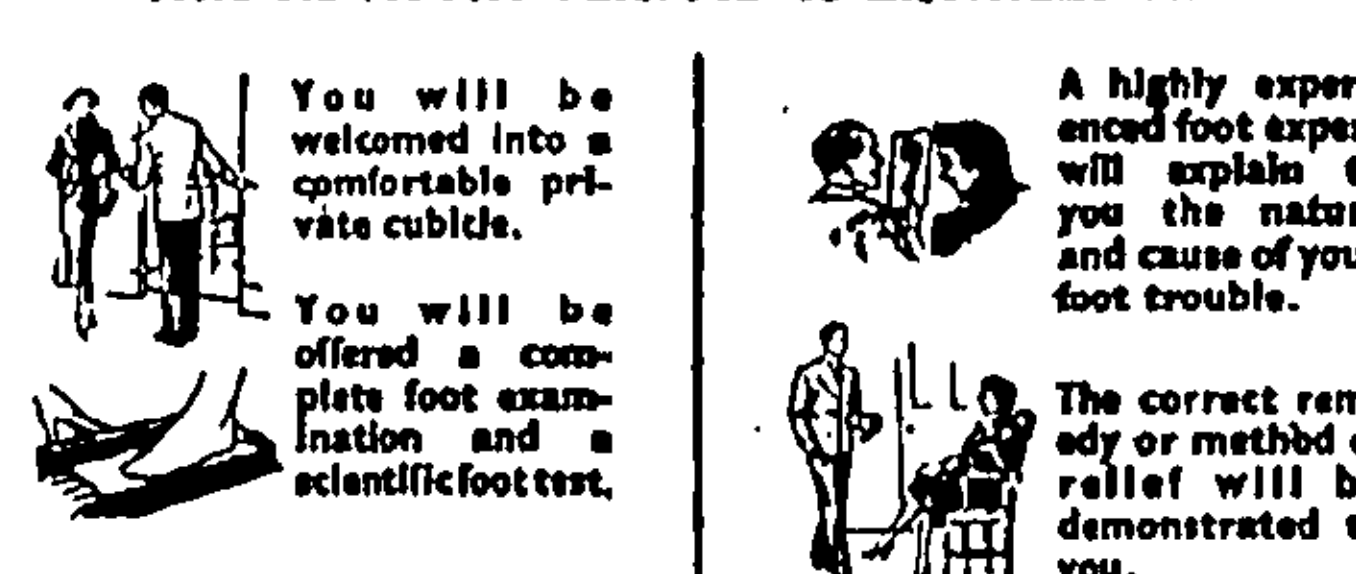 You will be
welcomed into a
comfortable pri-
vate cubicle.
You will be
offered a com-
plete foot exam-
ination and a
scientific foot test.
A highly exper
enced foot exper
will explain t
you the natur
and cause of you
foot trouble.
The correct rem
edy or method
relief will b
demonstrated t
you.